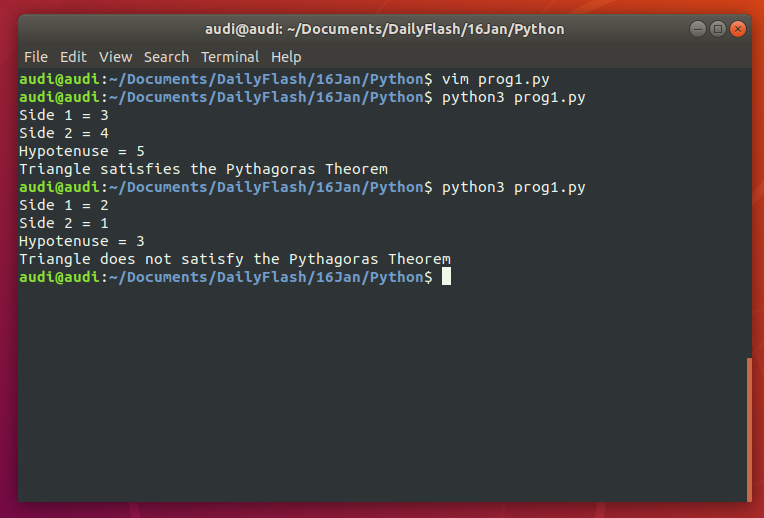 audi@audi: ~/Documents/DailyFlash/16Jan/Python
File Edit View Search Terminal Help
audi@audi:~/Documents/DailyFlash/16Jan/Python$ vim prog1.py
audi@audi:~/Documents/DailyFlash/16Jan/Python$ python3 prog1.py
Side 1 = 3
Side 2 = 4
Hypotenuse = 5
Triangle satisfies the Pythagoras Theorem
audi@audi:~/Documents/DailyFlash/16Jan/Python$ python3 prog1.py
Side 1 = 2
Side 2 = 1
Hypotenuse = 3
Triangle does not satisfy the Pythagoras Theorem
audi@audi:~/Documents/DailyFlash/16Jan/Python$